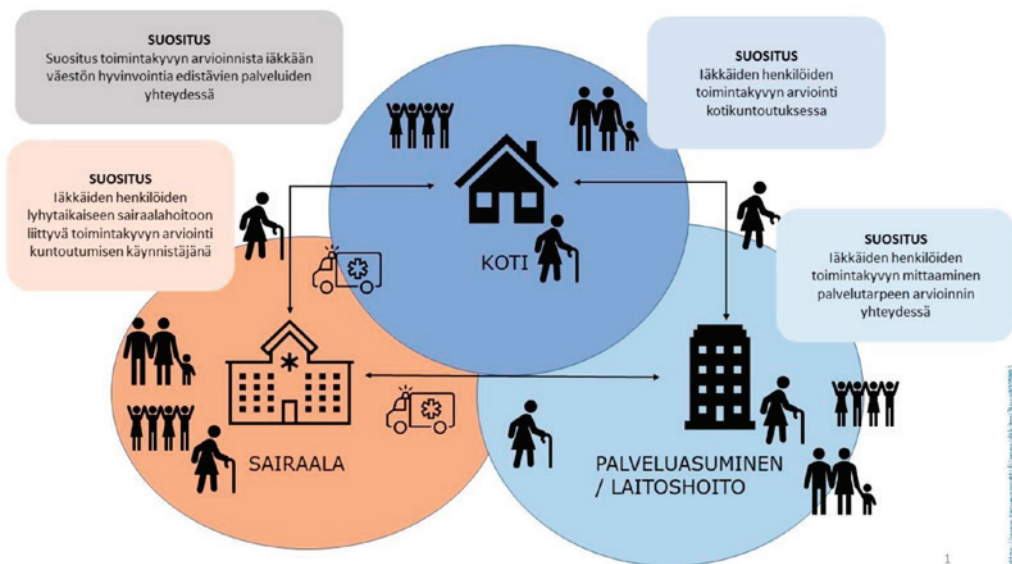 SUOSITUS
Suositus toimintakyvyn arvioinnista iäkkään
väestön hyvinvointia edistävien palveluiden
yhteydessä
SUOSITUS
Iäkkäiden henkilöiden
toimintakyvyn arviointi
kotikuntoutuksessa
SUOSITUS
Iäkkäiden henkilöiden
lyhytaikaiseen sairaalahoitoon
liittyvä toimintakyvyn arviointi
kuntoutumisen käynnistäjänä
SUOSITUS
Iäkkäiden henkilöiden
toimintakyvyn mittaaminen
palvelutarpeen arvioinnin
yhteydessä
KOTI
SAIRAALA
PALVELUASUMINEN
/ LAITOSHOITO
1